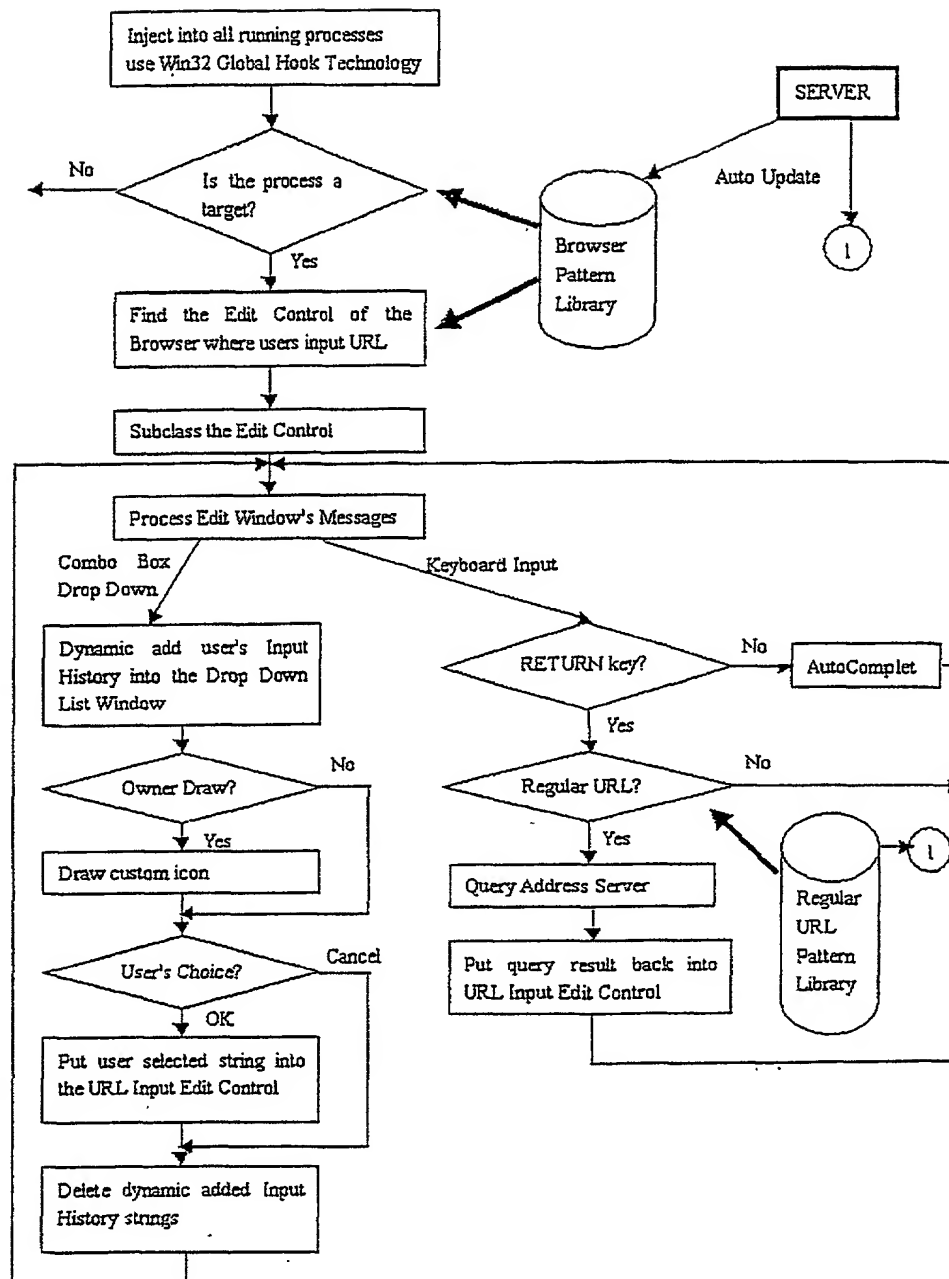 Inject into all running processes
use Win32 Global Hook Technology
SERVER
No
Is the process a
target?
Auto Update
1
Yes
Browser
Pattern
Library
Find the Edit Control of the
Browser where users input URL
Subclass the Edit Control
Process Edit Window's Messages
Combo Box
Drop Down
Keyboard Input
Dynamic add user's Input
History into the Drop Down
List Window
RETURN key?
No
AutoComplet
Yes
Owner Draw?
No
Regular URL?
No
Yes
Yes
Draw custom icon
Query Address Server
1
Regular
URL
Pattern
Library
User's Choice?
Cancel
Put query result back into
URL Input Edit Control
OK
Put user selected string into
the URL Input Edit Control
Delete dynamic added Input
History strings